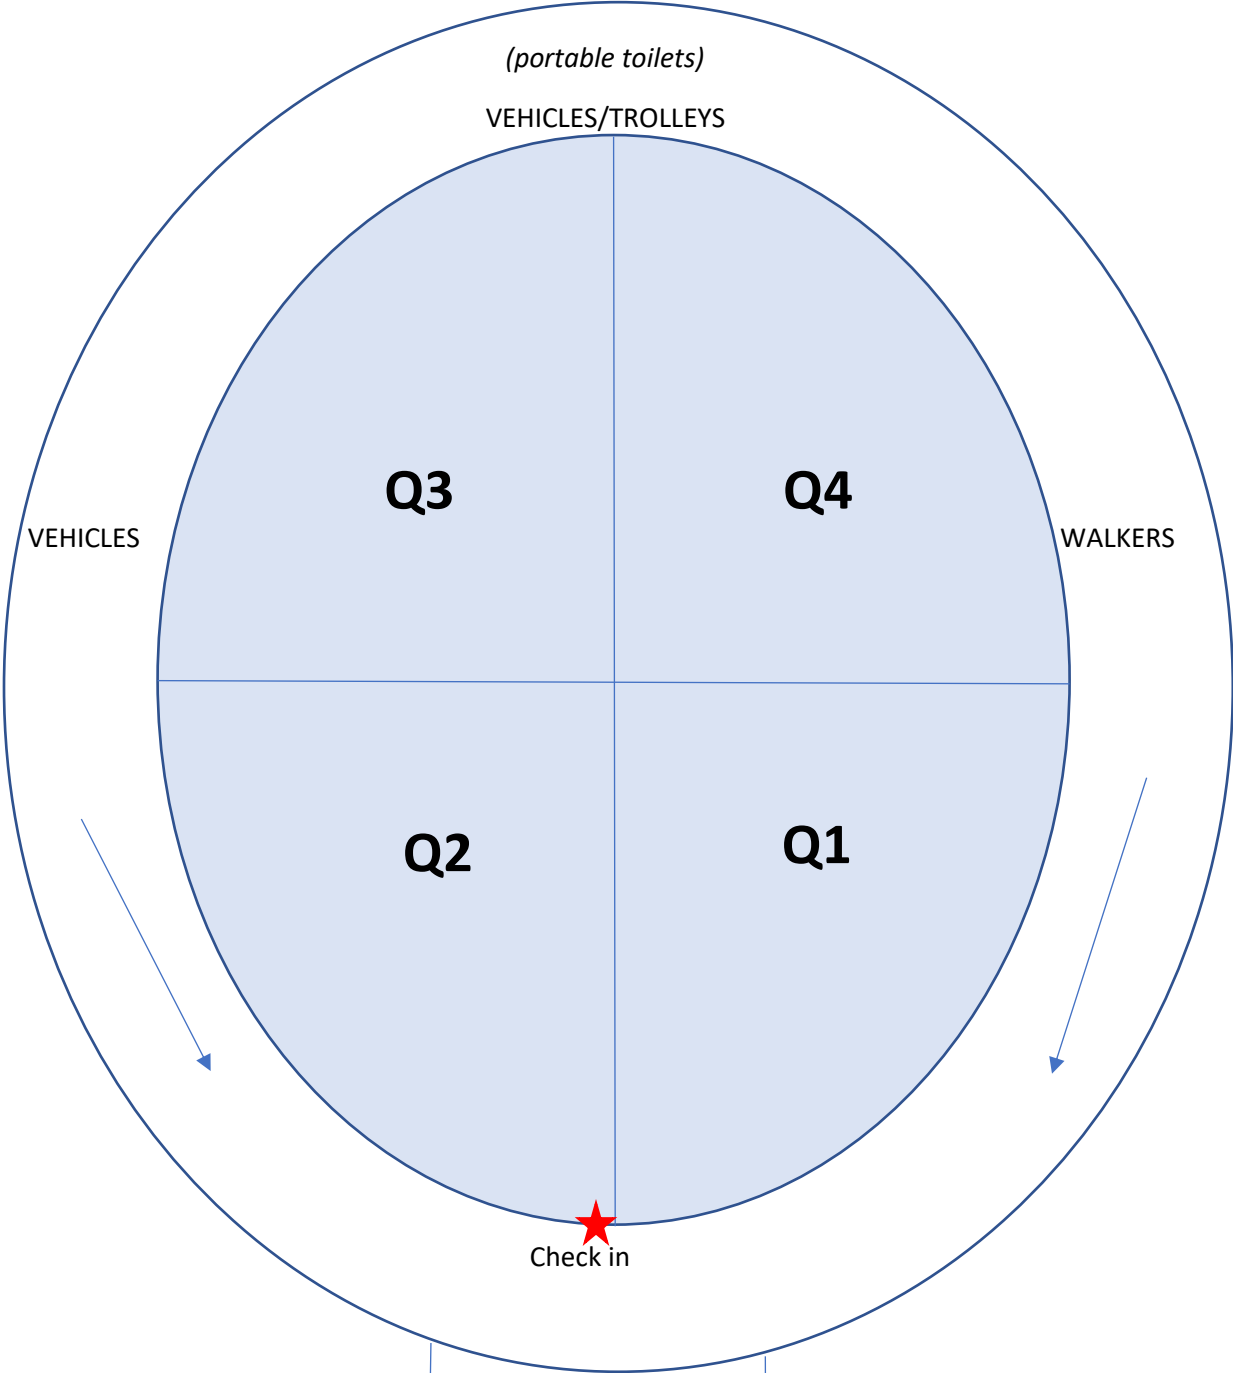 (portable toilets)
VEHICLES/TROLLEYS
Q3
Q4
VEHICLES
WALKERS
Q2
Q1
Check in